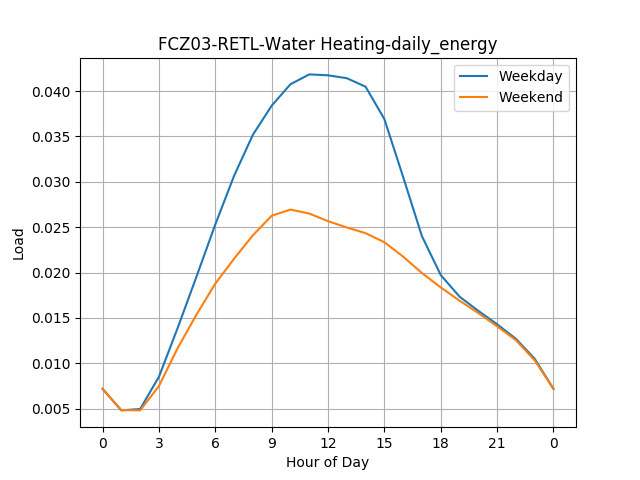 FCZ03-RETL-Water Heating-daily_energy
Weekday
Weekend
0.040
0.035
0.030
0.025
0.020
0.015
0.010
0.005
Load
0 3 6 9 12 15 18 21 0
Hour of Day